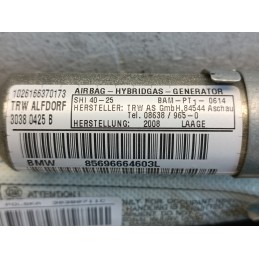 1026166370173
TRW ALFDORF
3038 0425 B
AIRBAG - HYBRIDGAS - GENERATOR
SHI 40-25 BAM-PT1-0614
HERSTELLER: TRW AS GmbH,84544 Aschau
Tel. 08638 / 965-0
HERSTELLUNG: 2008 LAAGE
BMW 85696664603L
ATTENTION!